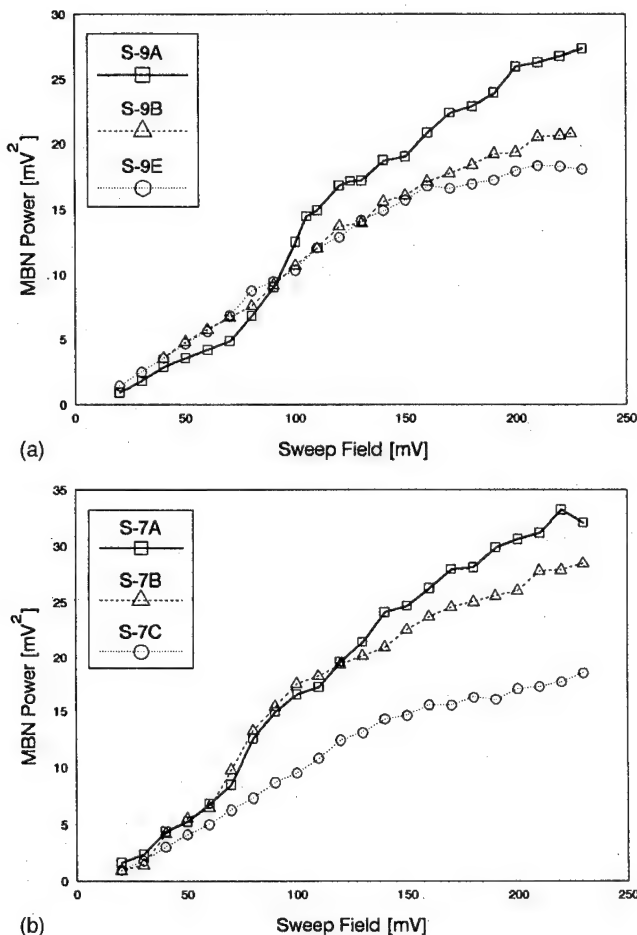 30
25
20
15
10
5
0
MBN Power [mV²]
S-9A
S-9B
S-9E
0 50 100 150 200 250
(a)
Sweep Field [mV]
35
30
25
20
15
10
5
0
MBN Power [mV²]
S-7A
S-7B
S-7C
0 50 100 150 200 250
(b)
Sweep Field [mV]